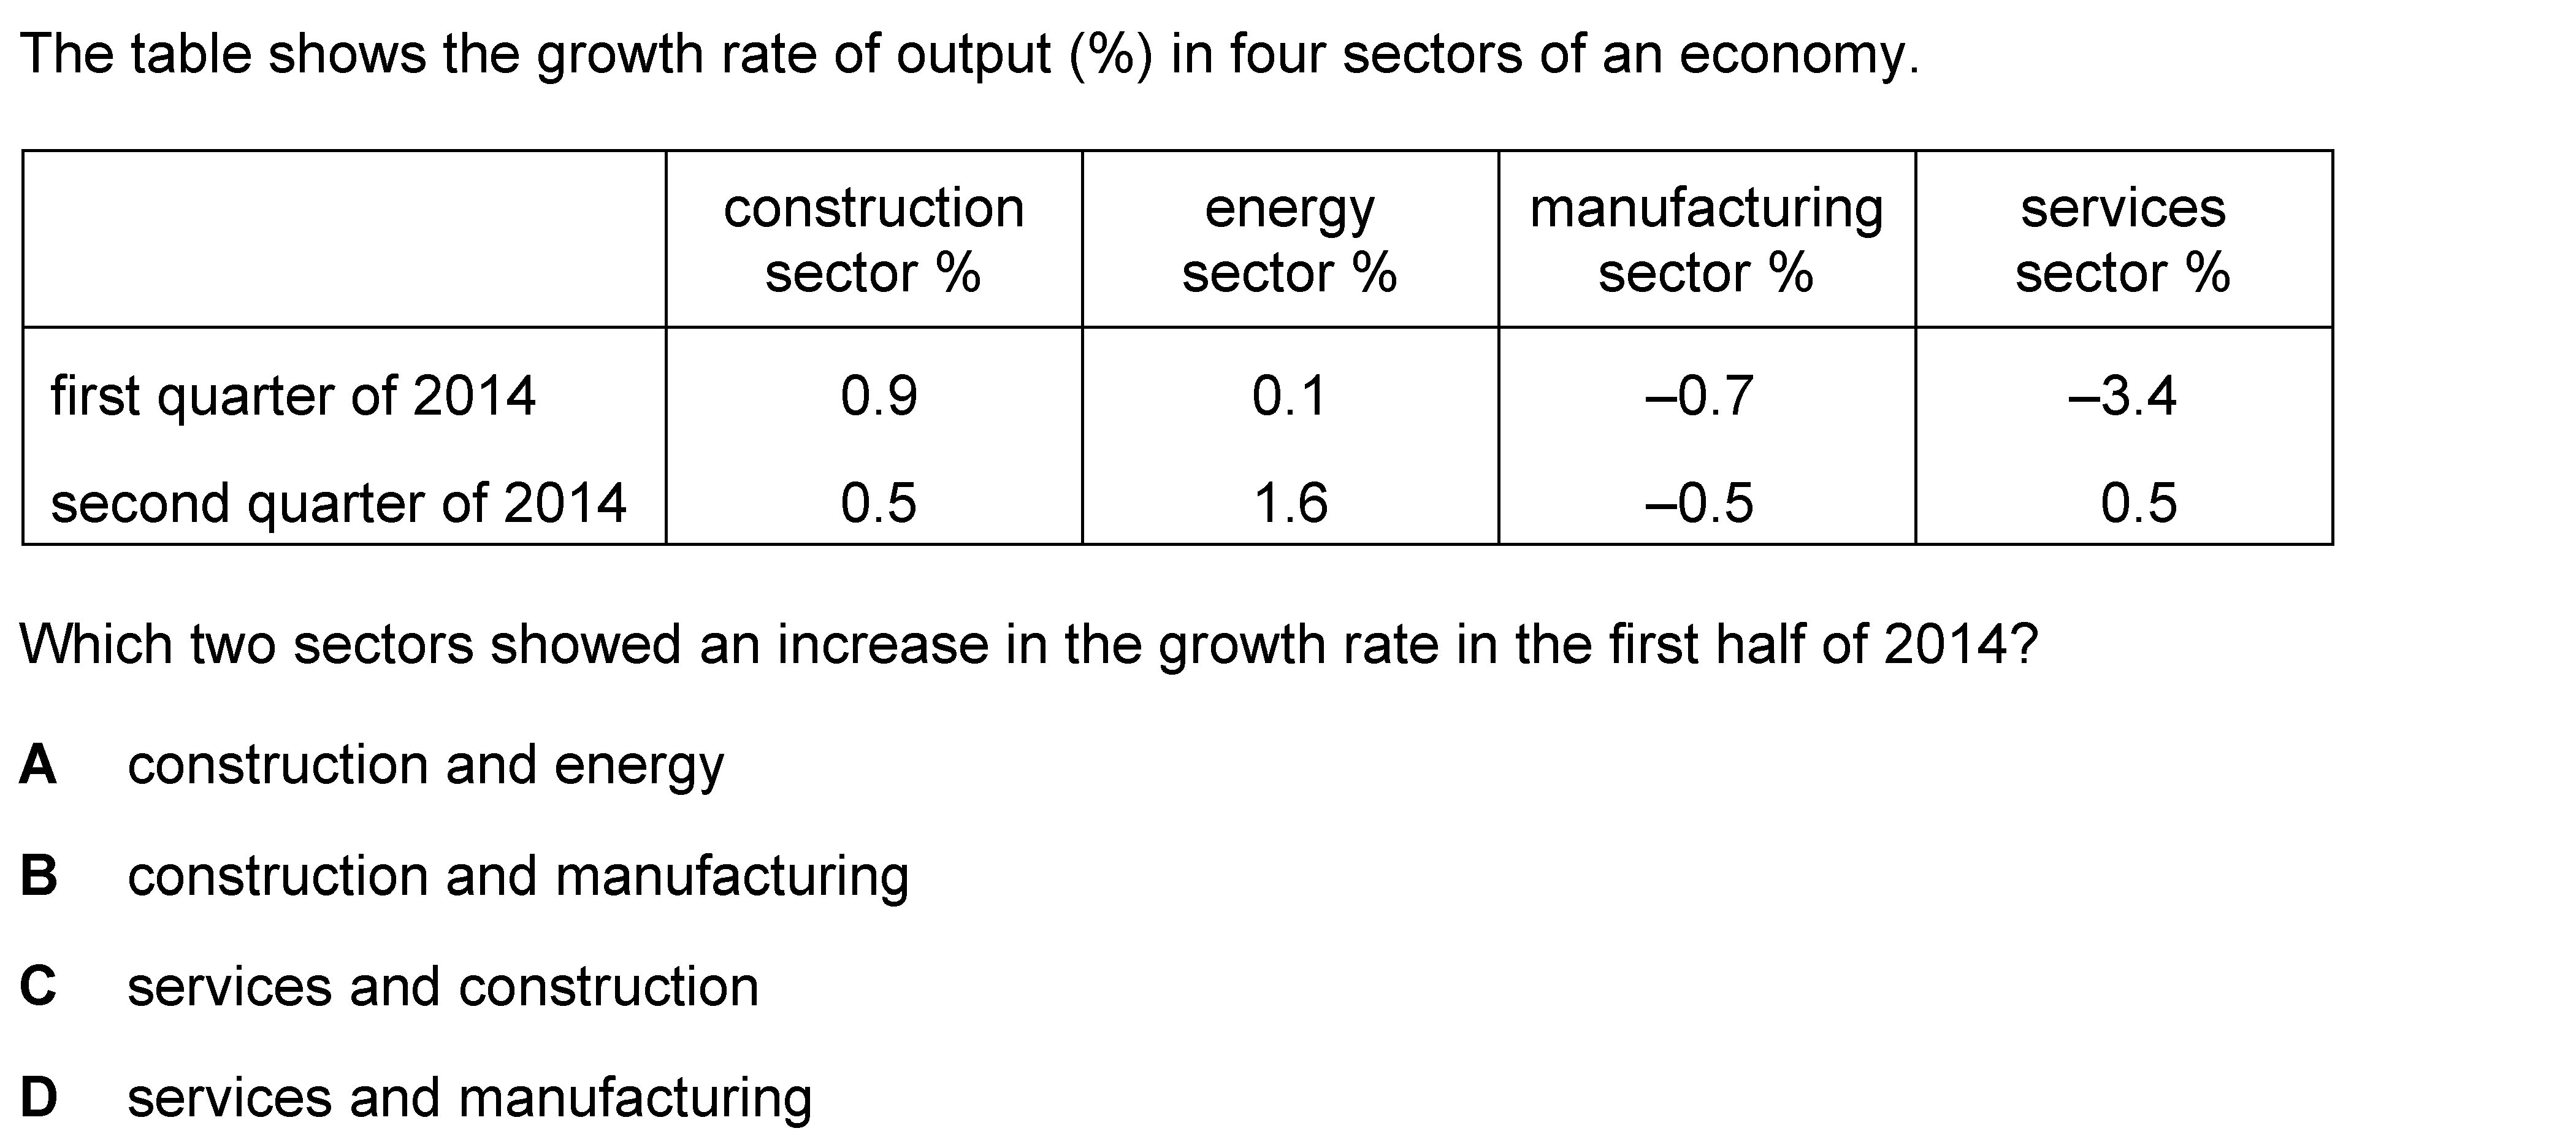 The table shows the growth rate of output (%) in four sectors of an economy.
construction sector % energy sector % manufacturing sector % services sector %
first quarter of 2014 0.9 0.1 –0.7 –3.4
second quarter of 2014 0.5 1.6 –0.5 0.5
Which two sectors showed an increase in the growth rate in the first half of 2014?
A construction and energy
B construction and manufacturing
C services and construction
D services and manufacturing